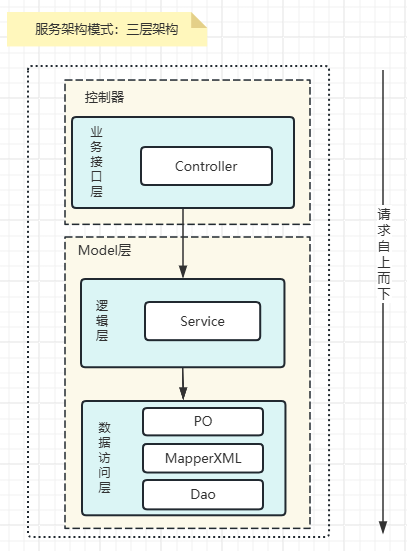 服务架构模式：三层架构
控制器
业务接口层
Controller
请求自上而下
Model层
逻辑层
Service
数据访问层
PO
MapperXML
Dao